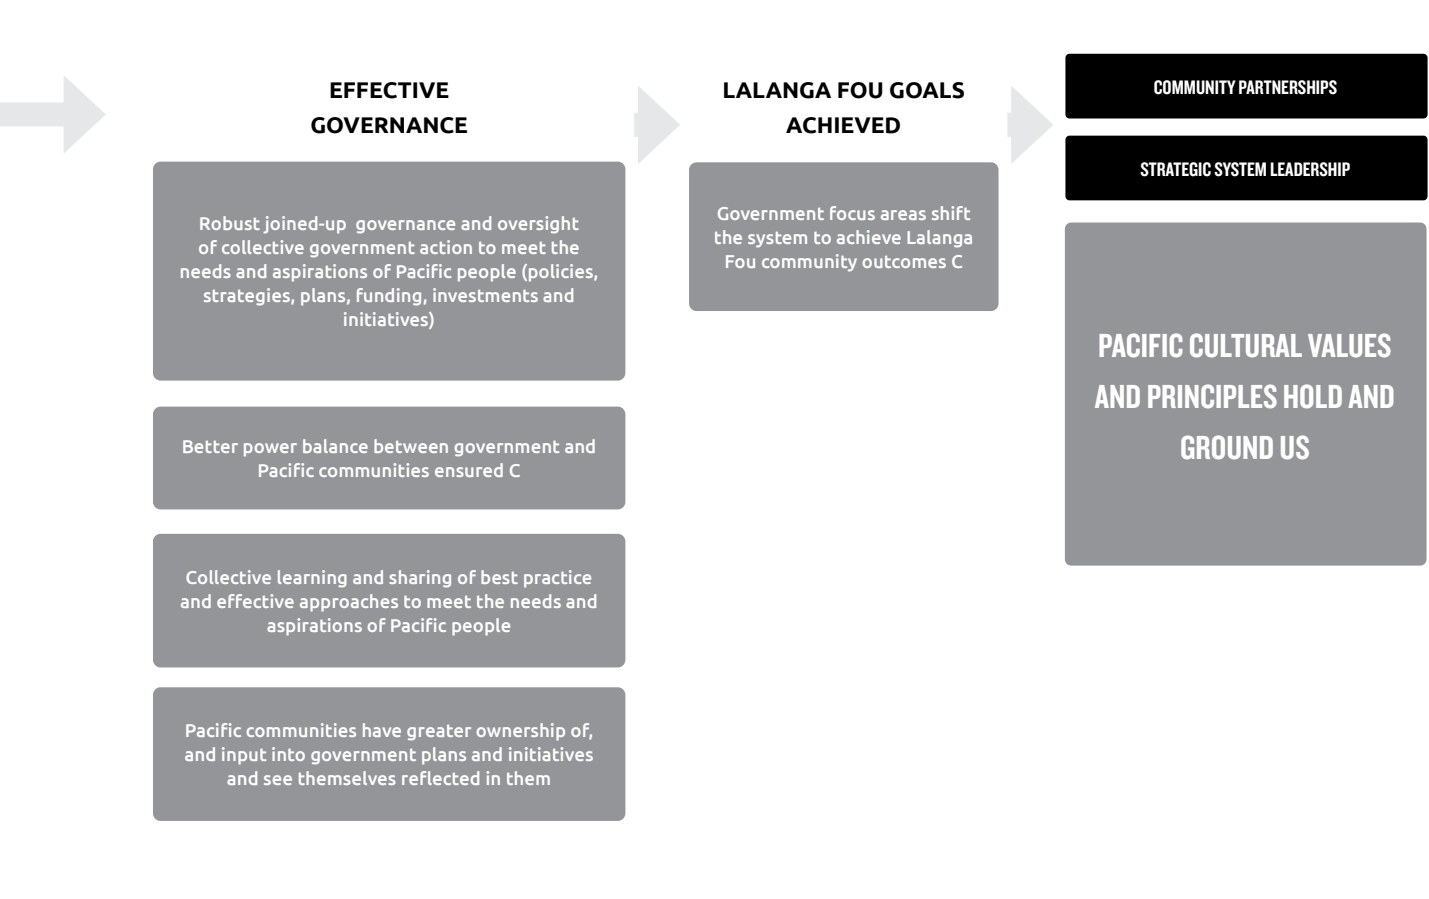 EFFECTIVE
GOVERNANCE
Robust joined-up  governance and oversight
of collective government action to meet the
needs and aspirations of Pacific people (policies,
strategies, plans, funding, investments and
initiatives)
Better power balance between government and
Pacific communities ensured C
Collective learning and sharing of best practice
and effective approaches to meet the needs and
aspirations of Pacific people
Pacific communities have greater ownership of,
and input into government plans and initiatives
and see themselves reflected in them
LALANGA FOU GOALS
ACHIEVED
Government focus areas shift
the system to achieve Lalanga
Fou community outcomes C
COMMUNITY PARTNERSHIPS
STRATEGIC SYSTEM LEADERSHIP
PACIFIC CULTURAL VALUES
AND PRINCIPLES HOLD AND
GROUND US